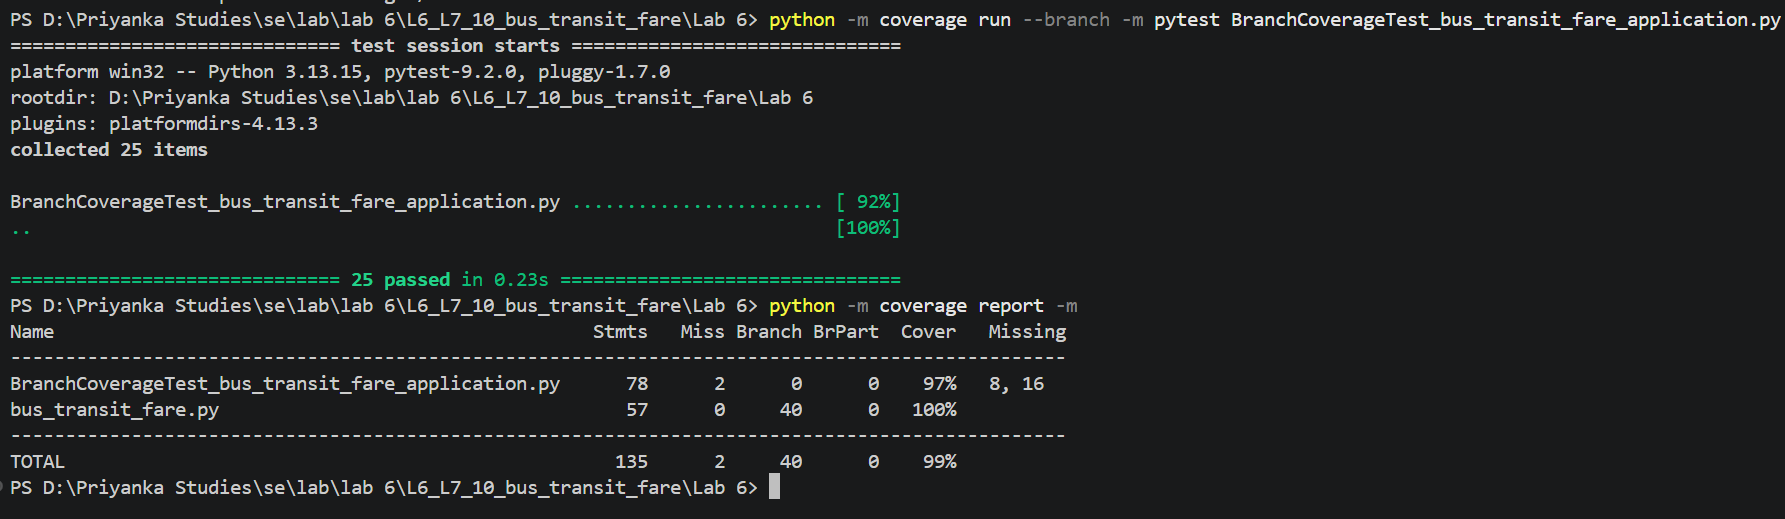 PS D:\Priyanka Studies\se\lab\lab 6\L6_L7_10_bus_transit_fare\Lab 6> python -m coverage run --branch -m pytest BranchCoverageTest_bus_transit_fare_application.py
============================== test session starts ==============================
platform win32 -- Python 3.13.15, pytest-9.2.0, pluggy-1.7.0
rootdir: D:\Priyanka Studies\se\lab\lab 6\L6_L7_10_bus_transit_fare\Lab 6
plugins: platformdirs-4.13.3
collected 25 items
BranchCoverageTest_bus_transit_fare_application.py ....................... [ 92%]
.. [100%]
============================== 25 passed in 0.23s ===============================
PS D:\Priyanka Studies\se\lab\lab 6\L6_L7_10_bus_transit_fare\Lab 6> python -m coverage report -m
Name Stmts Miss Branch BrPart Cover Missing
------------------------------------------------------------------------------------------------
BranchCoverageTest_bus_transit_fare_application.py 78 2 0 0 97% 8, 16
bus_transit_fare.py 57 0 40 0 100%
------------------------------------------------------------------------------------------------
TOTAL 135 2 40 0 99%
PS D:\Priyanka Studies\se\lab\lab 6\L6_L7_10_bus_transit_fare\Lab 6>